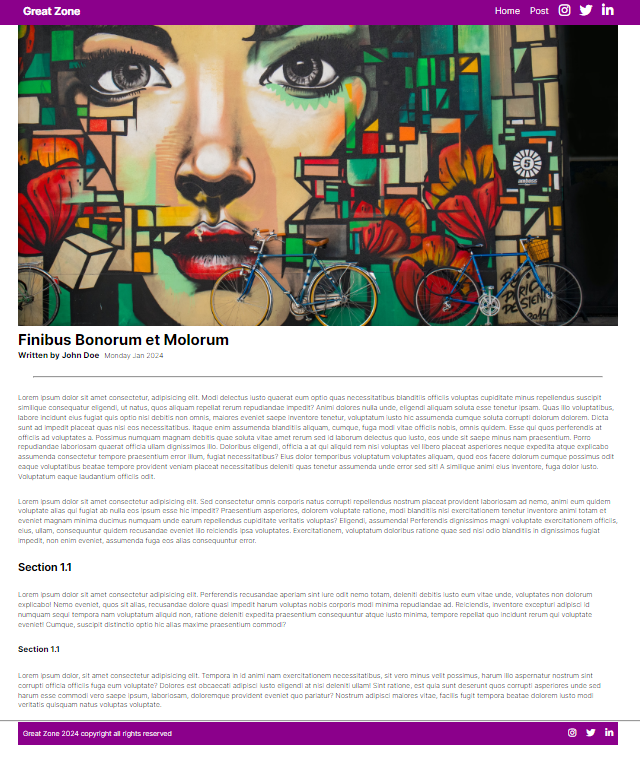 Great Zone
Home Post
Finibus Bonorum et Molorum
Written by John Doe Monday Jan 2024
Lorem ipsum dolor sit amet consectetur, adipisicing elit. Modi delectus iusto quaerat eum optio quas necessitatibus blanditiis officiis voluptas cupiditate minus repellendus suscipit
similique consequatur eligendi, ut natus, quos aliquam repellat rerum repudiandae impedit? Animi dolores nulla unde, eligendi aliquam soluta esse tenetur ipsam. Quas illo voluptatibus,
labore incidunt eius fugiat quis optio nisi debitis non omnis, maiores eveniet saepe inventore tenetur, voluptatum iusto hic assumenda cumque soluta corrupti dolorum dolorem. Dicta
sunt ad impedit placeat quas nisi eos necessitatibus. Itaque enim assumenda blanditiis aliquam, cumque, fuga modi vitae officiis nobis, omnis quidem. Esse qui quos perferendis at
officiis ad voluptates a. Possimus numquam magnam debitis quae soluta vitae amet rerum sed id laborum delectus quo iusto, eos unde sit saepe minus nam praesentium. Porro
repudiandae laboriosam quaerat officia ullam dignissimos illo. Doloribus eligendi, officia a at qui aliquid nisi eveniet voluptas vel libero placeat asperiores neque expedita atque explicabo
assumenda consectetur tempore praesentium error illum, fugiat necessitatibus? Eius dolor temporibus voluptatum voluptates aliquam, quod eos facere dolorum cumque possimus odit
eaque voluptatibus beatae tempore provident veniam placeat necessitatibus deleniti quas tenetur assumenda unde error sed sit! A similique animi eius inventore, fuga dolor iusto.
Voluptatum eaque laudantium officiis odit.
Lorem ipsum dolor sit amet consectetur, adipisicing elit. Sed consectetur omnis corporis natus corrupti repellendus nostrum placeat provident laboriosam ad nemo, animi eum quidem
voluptate alias qui fugiat ab nulla eos ipsum esse hic impedit? Praesentium asperiores, dolorem voluptate ratione, modi blanditiis nisi exercitationem tenetur inventore animi totam et
eveniet magnam minima ducimus numquam unde earum repellendus cupiditate veritatis voluptas? Eligendi, assumenda! Perferendis dignissimos magni voluptate exercitationem officiis,
eius, ullam, consequuntur quidem recusandae eveniet illo reiciendis ipsa voluptates. Exercitationem, voluptatum doloribus ratione quae sed nisi odio blanditiis in dignissimos fugiat
impedit, non enim eveniet, assumenda fuga eos alias consequuntur error.
Section 1.1
Lorem ipsum dolor sit amet consectetur adipisicing elit. Perferendis recusandae aperiam sint iure odit nemo totam, deleniti debitis iusto eum vitae unde, voluptates non dolorum
explicabo! Nemo eveniet, quos sit alias, recusandae dolore quasi impedit harum voluptas nobis corporis modi minima repudiandae ad. Reiciendis, inventore excepturi adipisci id
numquam sequi tempora nam voluptatum aliquid non, ratione deleniti expedita praesentium consequuntur atque iusto minima, tempore repellat quo incidunt rerum qui voluptate
eveniet! Cumque, suscipit distinctio optio hic alias maxime praesentium commodi?
Section 1.1
Lorem ipsum dolor, sit amet consectetur adipisicing elit. Tempora in id animi nam exercitationem necessitatibus, sit vero minus velit possimus, harum illo aspernatur nostrum sint
corrupti officia officiis fuga eum voluptate? Dolores est obcaecati adipisci iusto eligendi at nisi deleniti ullam! Sint ratione, est quia sunt deserunt quos corrupti asperiores unde sed
harum esse commodi vero saepe ipsum, laboriosam, doloremque provident eveniet quo pariatur? Nostrum adipisci maiores vitae, facilis fugit tempora beatae dolorum iusto modi
veritatis quisquam natus voluptas voluptate.
Great Zone 2024 copyright all rights reserved